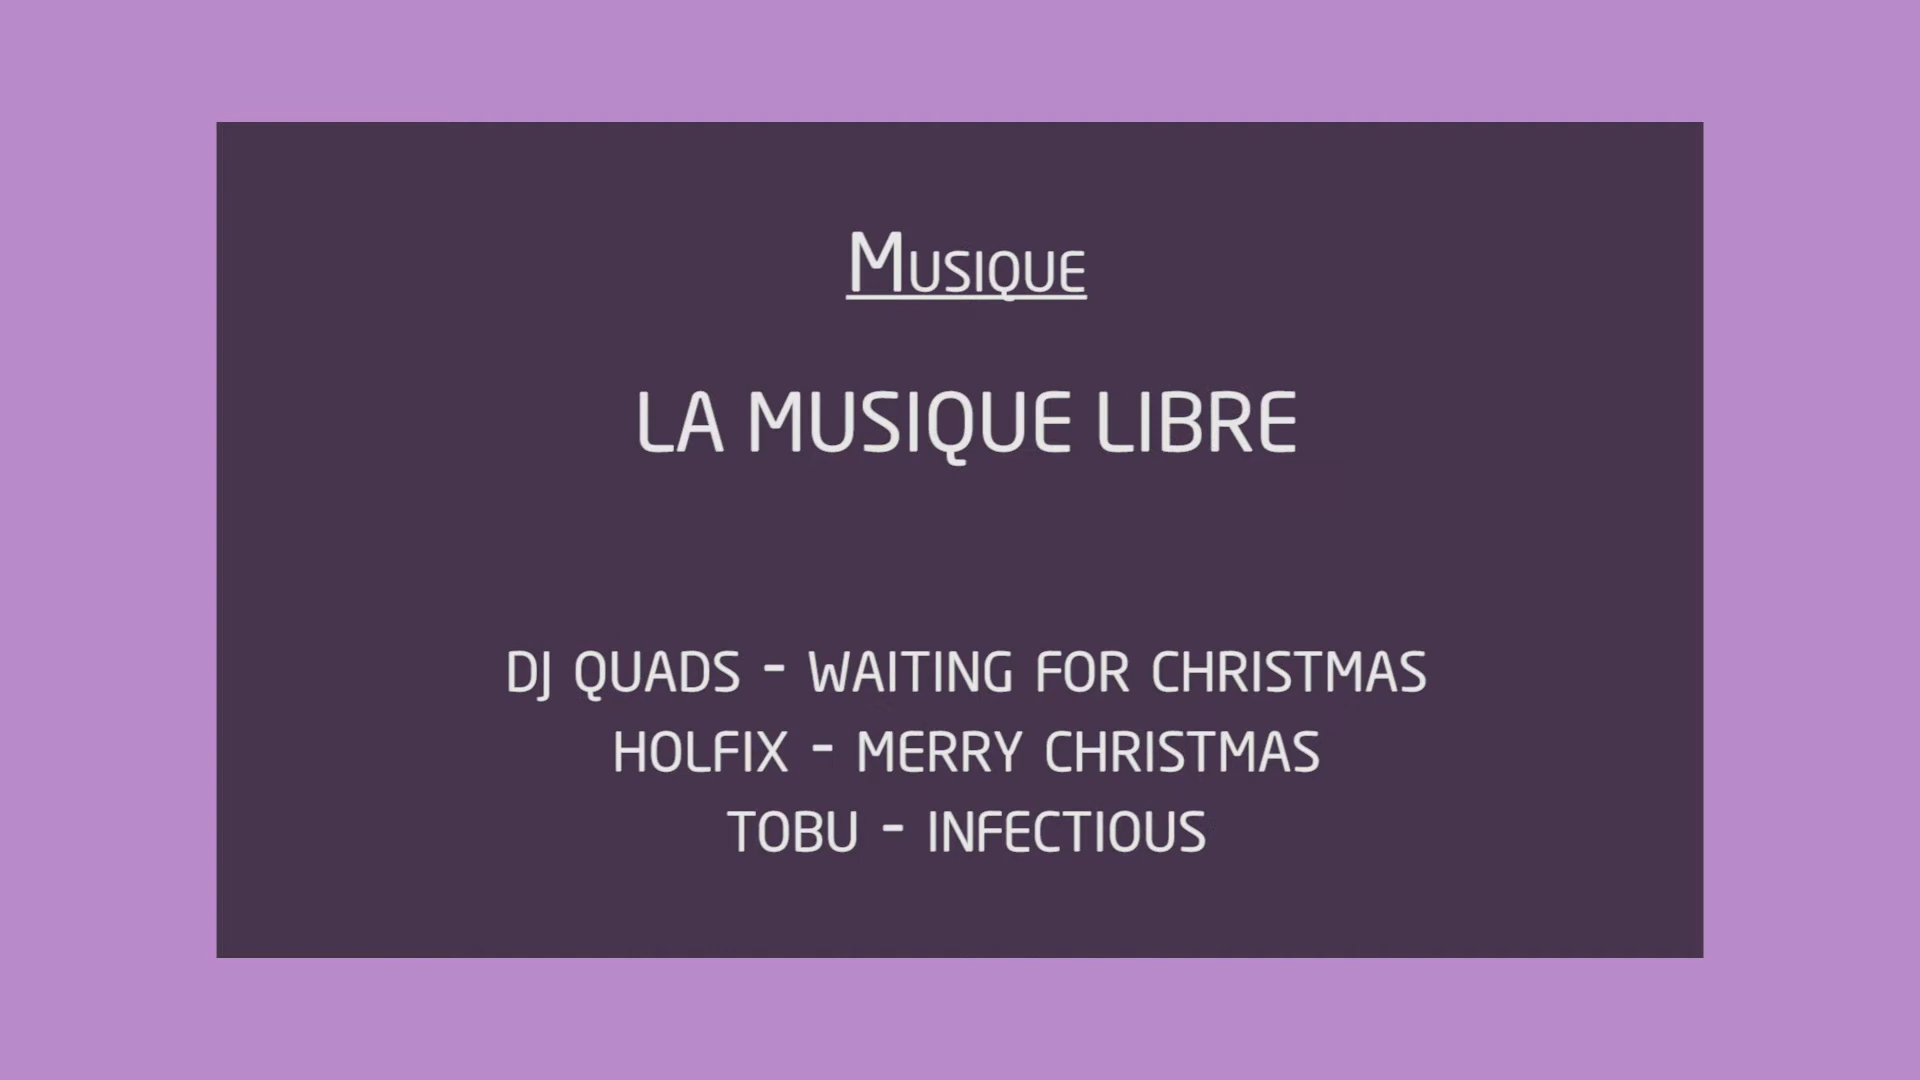 Musique
LA MUSIQUE LIBRE
DJ QUADS - WAITING FOR CHRISTMAS
HOLFIX - MERRY CHRISTMAS
TOBU - INFECTIOUS